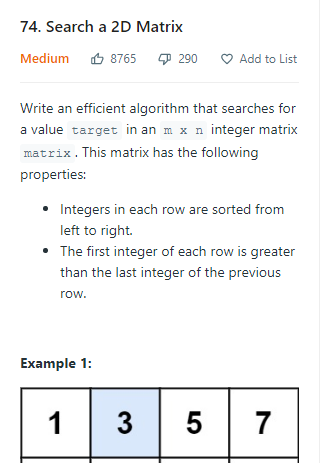 74. Search a 2D Matrix
Medium 8765 290 Add to List
Write an efficient algorithm that searches for
a value target in an m x n integer matrix
matrix . This matrix has the following
properties:
• Integers in each row are sorted from
left to right.
• The first integer of each row is greater
than the last integer of the previous
row.
Example 1:
1 3 5 7